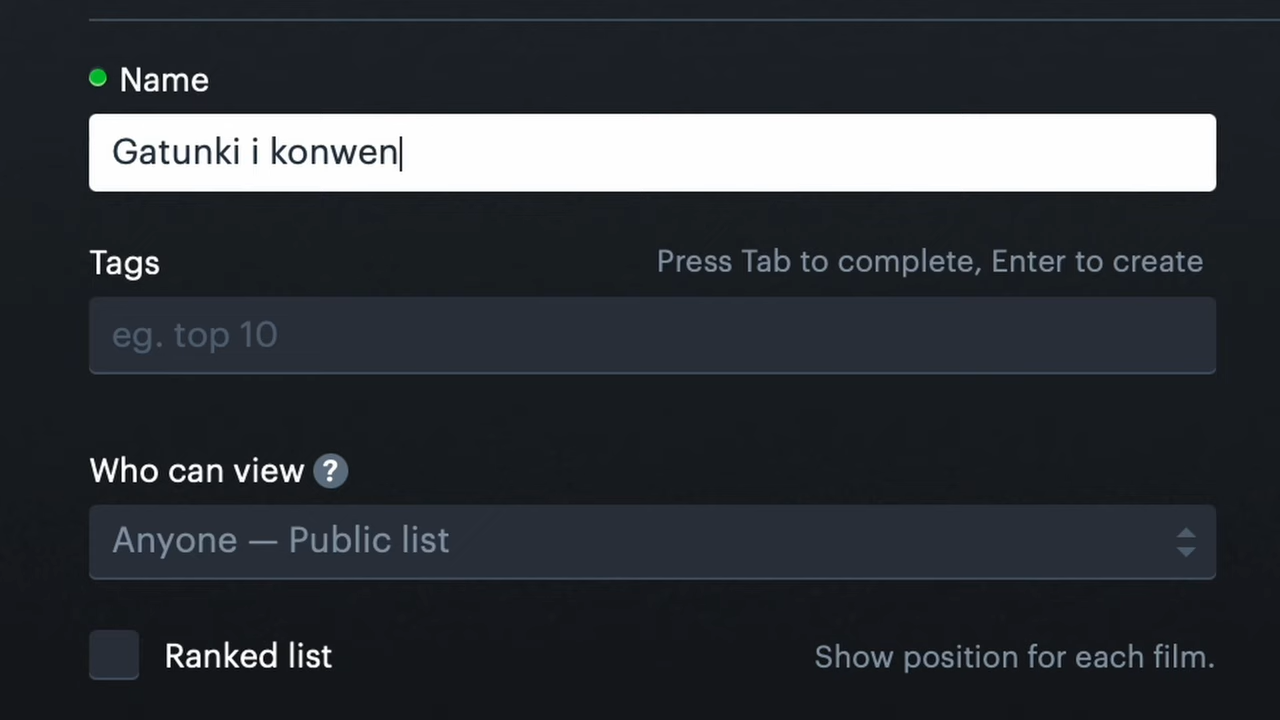 Name
Gatunki i konwen
Tags
Press Tab to complete, Enter to create
eg. top 10
Who can view ?
Anyone — Public list
Ranked list
Show position for each film.